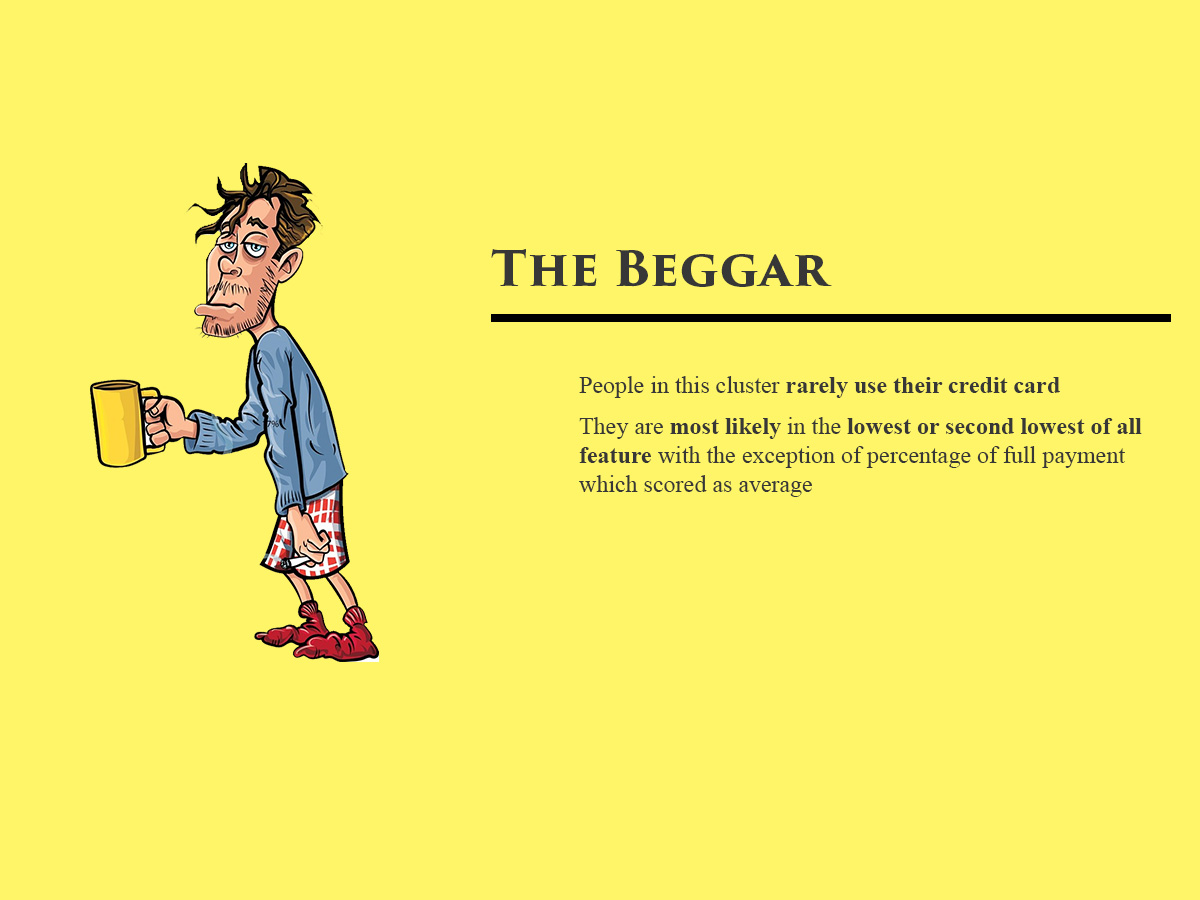 The Beggar
People in this cluster rarely use their credit card
They are most likely in the lowest or second lowest of all
feature with the exception of percentage of full payment
which scored as average
7%